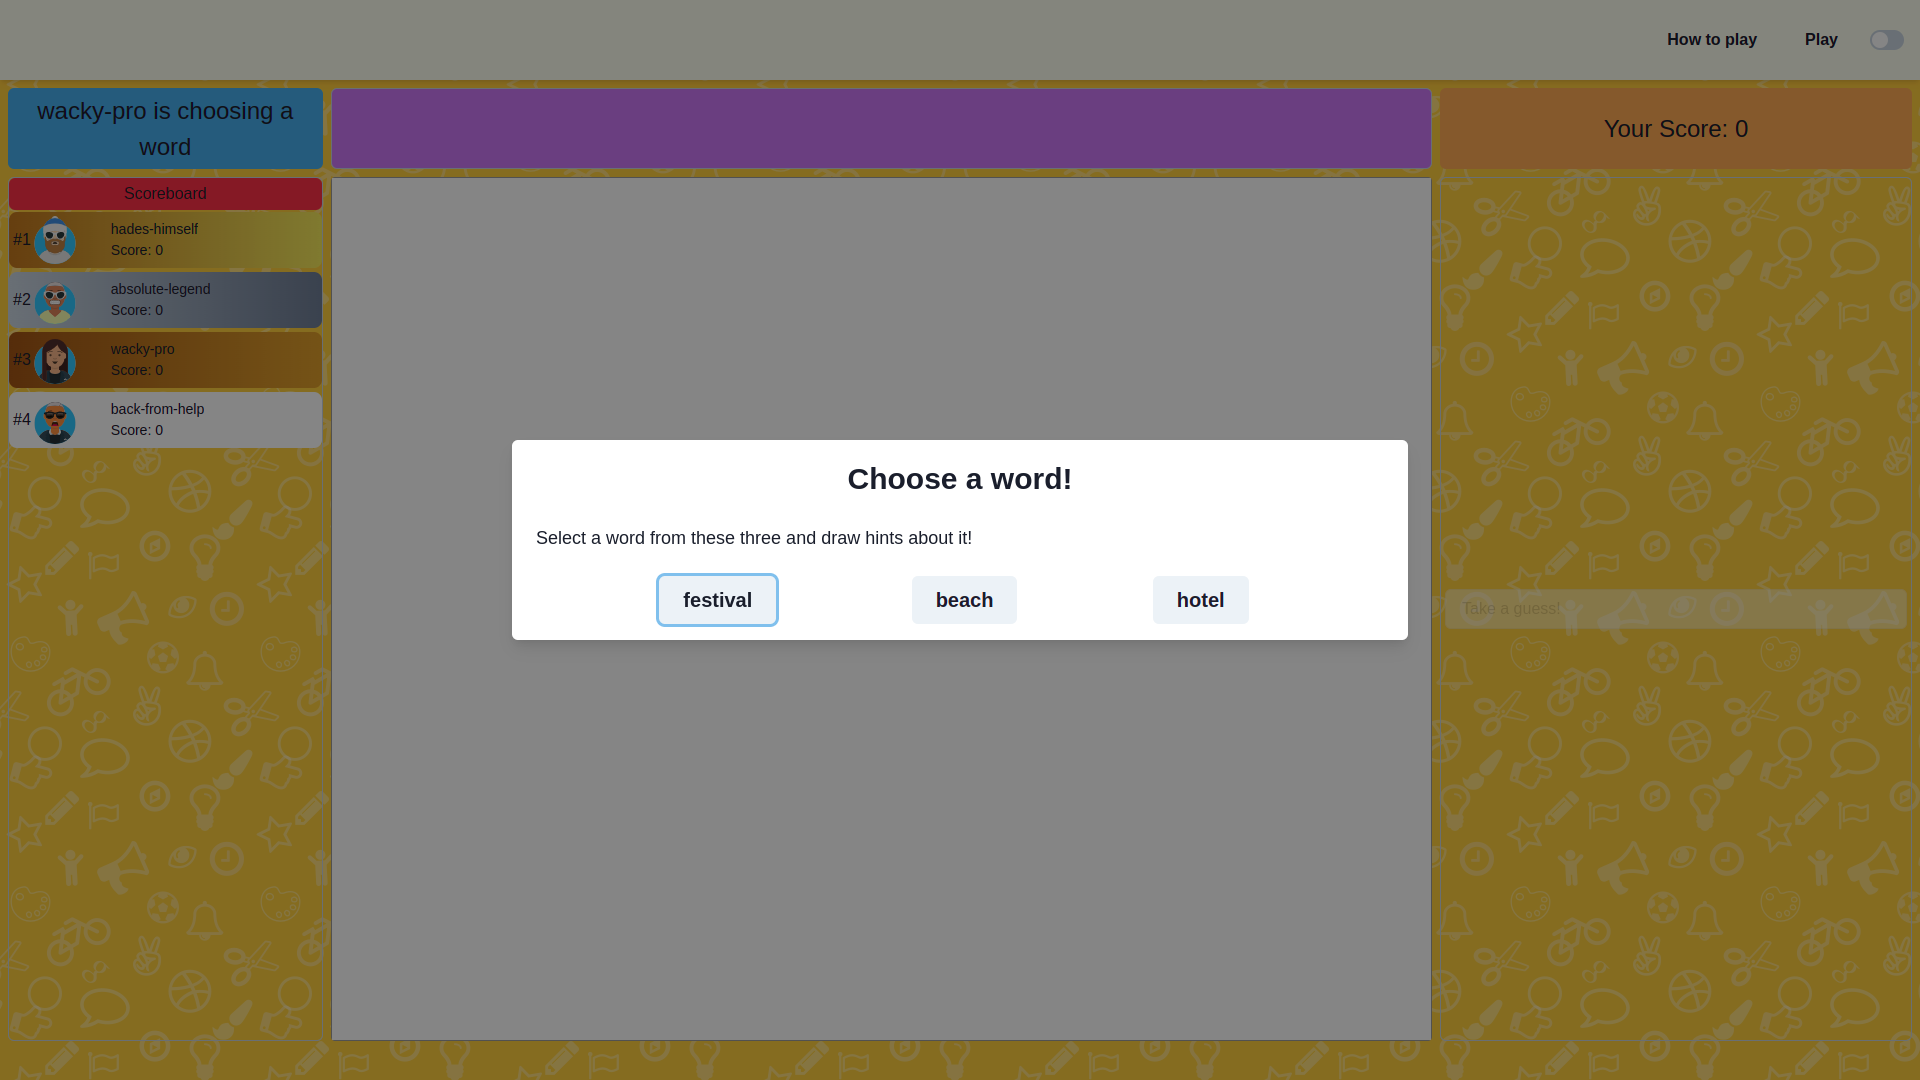 How to play
Play
wacky-pro is choosing a
word
Your Score: 0
Scoreboard
#1
hades-himself
Score: 0
#2
absolute-legend
Score: 0
#3
wacky-pro
Score: 0
#4
back-from-help
Score: 0
Choose a word!
Select a word from these three and draw hints about it!
festival
beach
hotel
Take a guess!